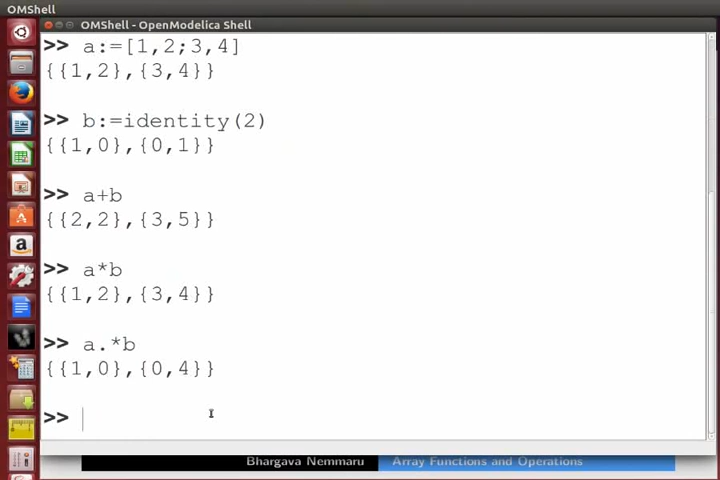 OMShell
OMShell - OpenModelica Shell
>> a:=[1,2;3,4]
{{1,2},{3,4}}
>> b:=identity(2)
{{1,0},{0,1}}
>> a+b
{{2,2},{3,5}}
>> a*b
{{1,2},{3,4}}
>> a.*b
{{1,0},{0,4}}
>>
Bhargava Nemmaru Array Functions and Operations